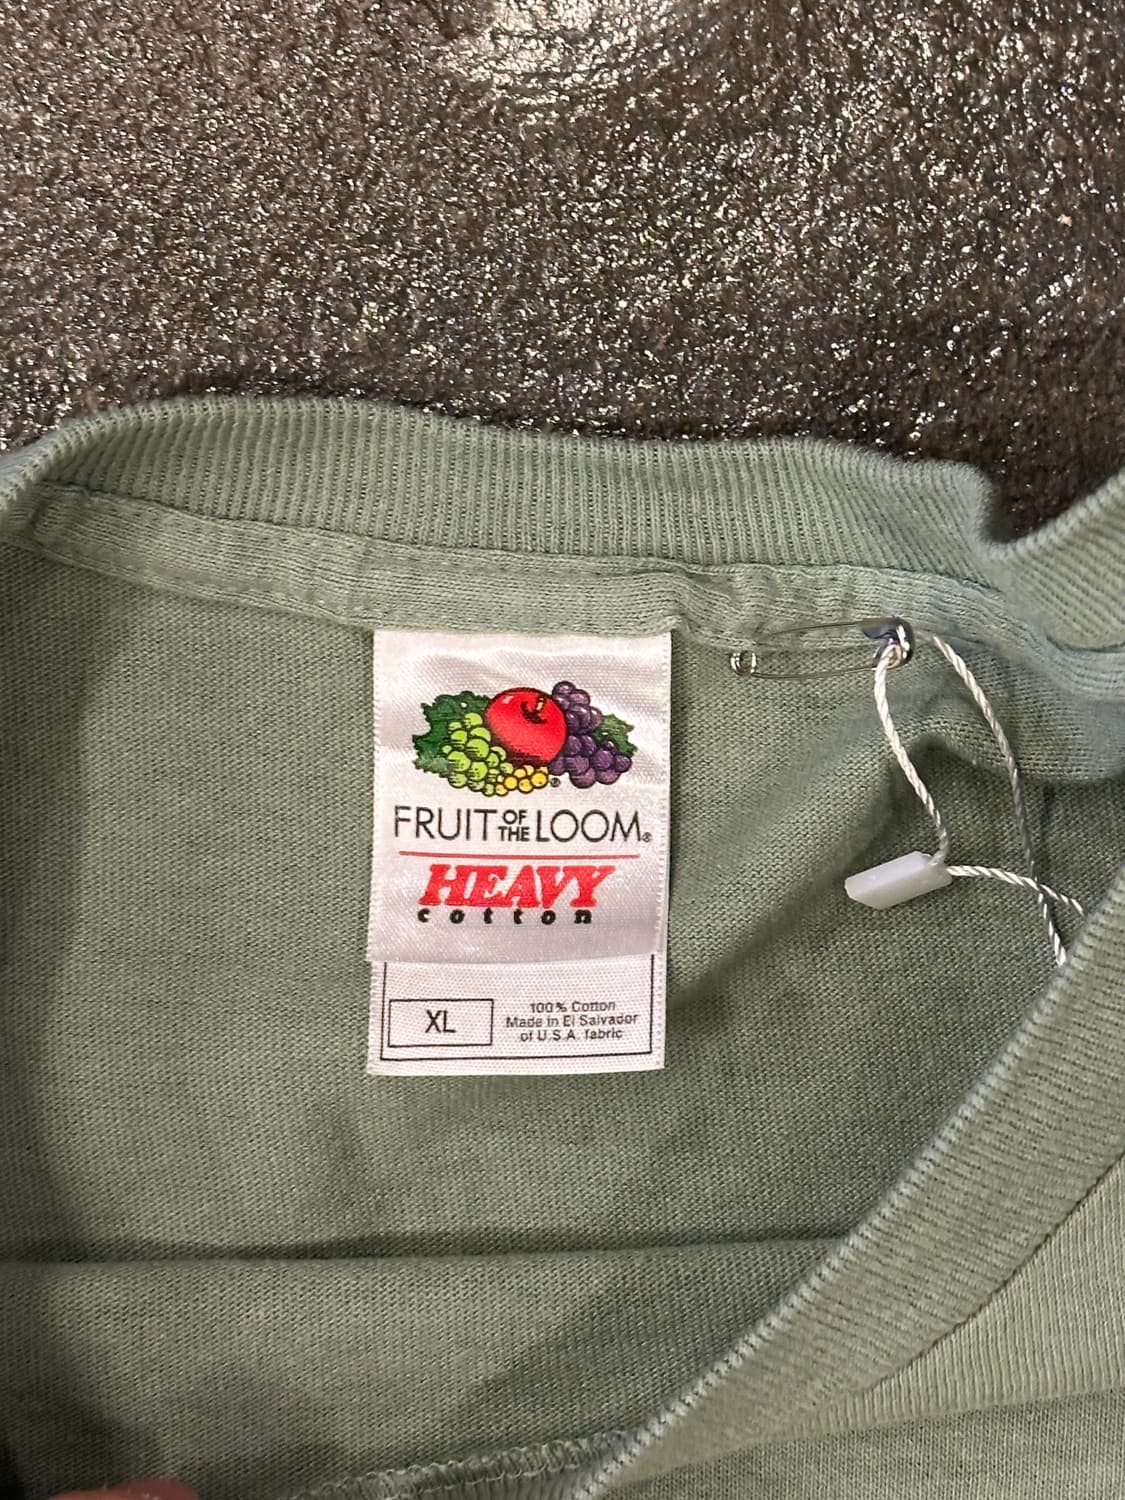 FRUIT OF THE LOOM®
HEAVY
cotton
XL
100% Cotton
Made in El Salvador
of U.S.A. fabric